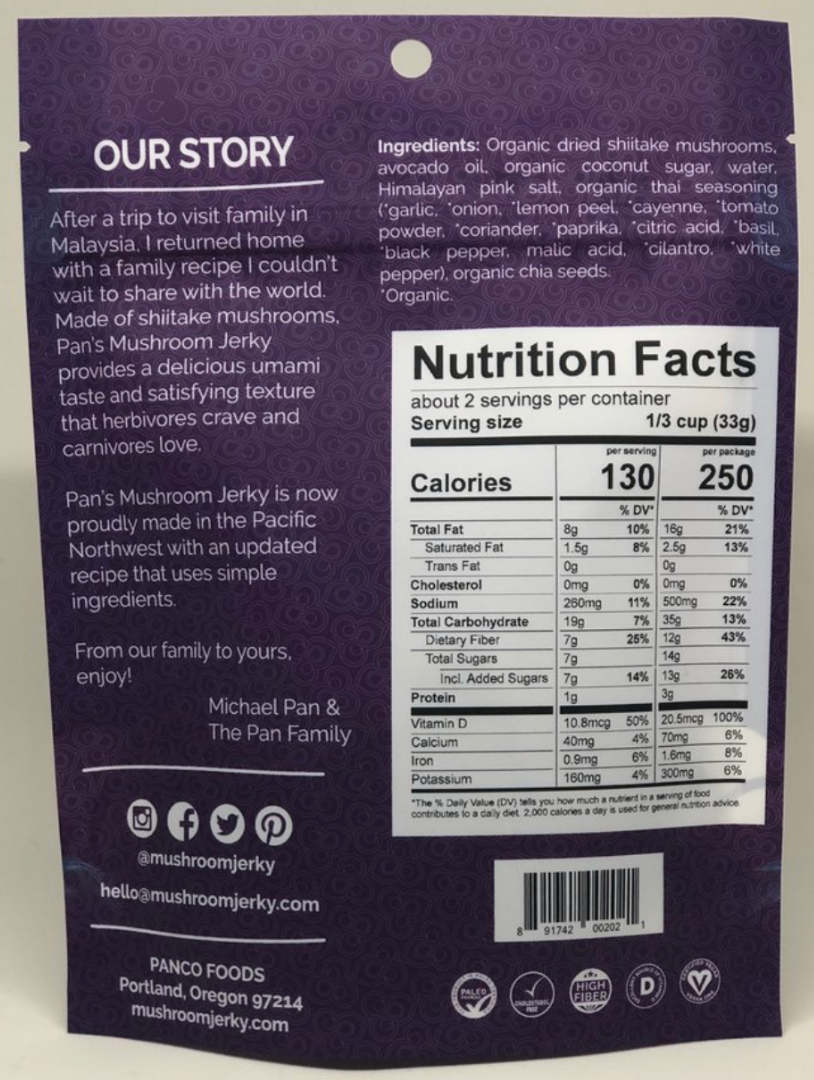 OUR STORY
After a trip to visit family in
Malaysia, I returned home
with a family recipe I couldn't
wait to share with the world.
Made of shiitake mushrooms,
Pan's Mushroom Jerky
provides a delicious umami
taste and satisfying texture
that herbivores crave and
carnivores love.
Pan's Mushroom Jerky is now
proudly made in the Pacific
Northwest with an updated
recipe that uses simple
ingredients.
From our family to yours,
enjoy!
Michael Pan &
The Pan Family
@mushroomjerky
hello@mushroomjerky.com
PANCO FOODS
Portland, Oregon 97214
mushroomjerky.com
Ingredients: Organic dried shiitake mushrooms,
avocado oil, organic coconut sugar, water,
Himalayan pink salt, organic thai seasoning
(*garlic, *onion, *lemon peel, *cayenne, *tomato
powder, *coriander, *paprika, *citric acid, *basil,
*black pepper, malic acid, *cilantro, *white
pepper), organic chia seeds.
*Organic.
Nutrition Facts
about 2 servings per container
Serving size 1/3 cup (33g)
per serving per package
Calories 130 250
% DV* % DV*
Total Fat 8g 10% 16g 21%
Saturated Fat 1.5g 8% 2.5g 13%
Trans Fat 0g 0g
Cholesterol 0mg 0% 0mg 0%
Sodium 260mg 11% 500mg 22%
Total Carbohydrate 19g 7% 35g 13%
Dietary Fiber 7g 25% 12g 43%
Total Sugars 7g 14g
Incl. Added Sugars 7g 14% 13g 26%
Protein 1g 3g
Vitamin D 10.8mcg 50% 20.5mcg 100%
Calcium 40mg 4% 70mg 6%
Iron 0.9mg 6% 1.6mg 8%
Potassium 160mg 4% 300mg 6%
*The % Daily Value (DV) tells you how much a nutrient in a serving of food
contributes to a daily diet. 2,000 calories a day is used for general nutrition advice.
8 91742 00202 1
PALEO
CHOLESTEROL
FREE
HIGH
FIBER
D
V